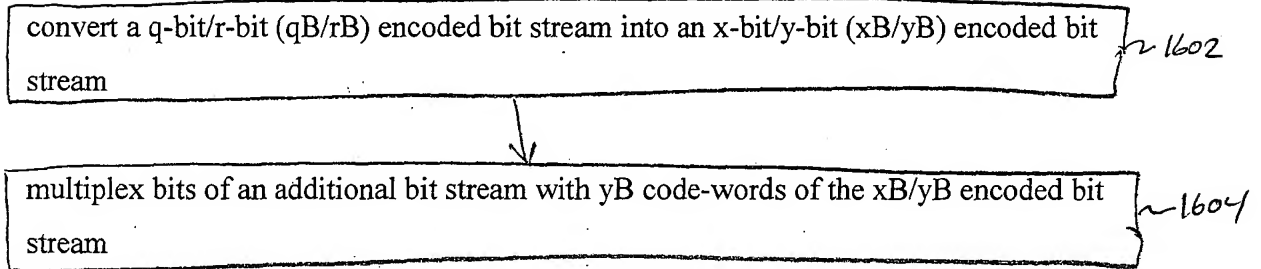 convert a q-bit/r-bit (qB/rB) encoded bit stream into an x-bit/y-bit (xB/yB) encoded bit
stream
1602
multiplex bits of an additional bit stream with yB code-words of the xB/yB encoded bit
stream
1604